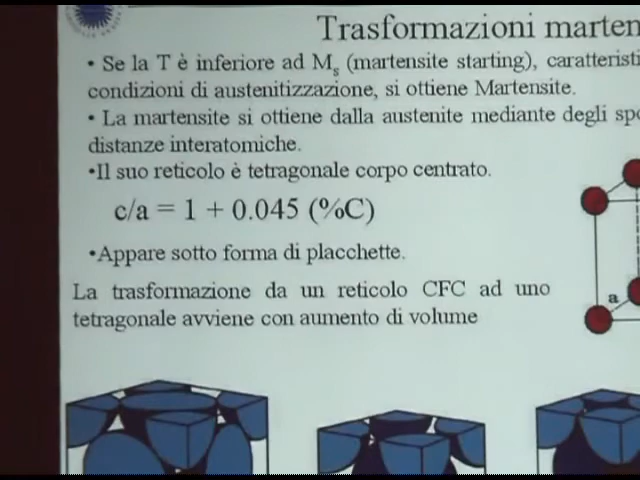 Trasformazioni marten
• Se la T è inferiore ad Ms (martensite starting), caratteristi
condizioni di austenitizzazione, si ottiene Martensite.
• La martensite si ottiene dalla austenite mediante degli spo
distanze interatomiche.
•Il suo reticolo è tetragonale corpo centrato.
c/a = 1 + 0.045 (%C)
•Appare sotto forma di placchette.
La trasformazione da un reticolo CFC ad uno
tetragonale avviene con aumento di volume
a